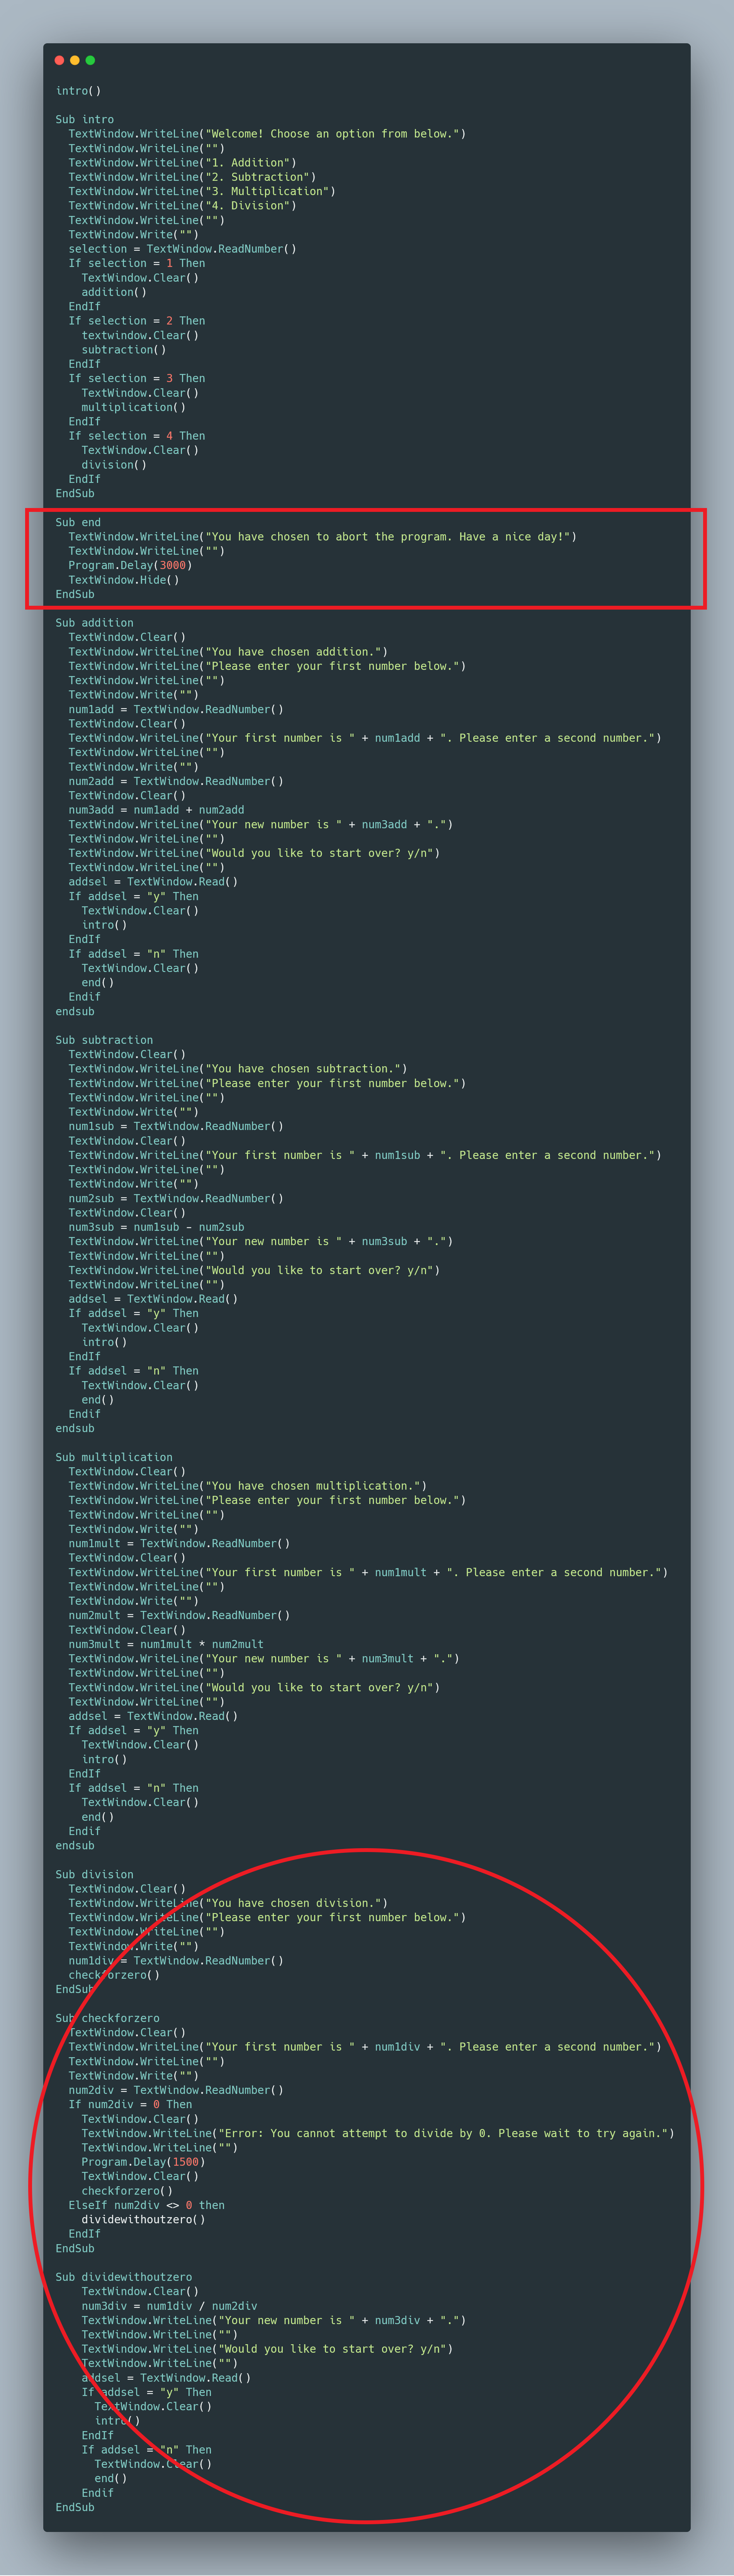 intro()
Sub intro
TextWindow.WriteLine("Welcome! Choose an option from below.")
TextWindow.WriteLine("")
TextWindow.WriteLine("1. Addition")
TextWindow.WriteLine("2. Subtraction")
TextWindow.WriteLine("3. Multiplication")
TextWindow.WriteLine("4. Division")
TextWindow.WriteLine("")
TextWindow.Write("")
selection = TextWindow.ReadNumber()
If selection = 1 Then
TextWindow.Clear()
addition()
EndIf
If selection = 2 Then
textwindow.Clear()
subtraction()
EndIf
If selection = 3 Then
TextWindow.Clear()
multiplication()
EndIf
If selection = 4 Then
TextWindow.Clear()
division()
EndIf
EndSub
Sub end
TextWindow.WriteLine("You have chosen to abort the program. Have a nice day!")
TextWindow.WriteLine("")
Program.Delay(3000)
TextWindow.Hide()
EndSub
Sub addition
TextWindow.Clear()
TextWindow.WriteLine("You have chosen addition.")
TextWindow.WriteLine("Please enter your first number below.")
TextWindow.WriteLine("")
TextWindow.Write("")
num1add = TextWindow.ReadNumber()
TextWindow.Clear()
TextWindow.WriteLine("Your first number is " + num1add + ". Please enter a second number.")
TextWindow.WriteLine("")
TextWindow.Write("")
num2add = TextWindow.ReadNumber()
TextWindow.Clear()
num3add = num1add + num2add
TextWindow.WriteLine("Your new number is " + num3add + ".")
TextWindow.WriteLine("")
TextWindow.WriteLine("Would you like to start over? y/n")
TextWindow.WriteLine("")
addsel = TextWindow.Read()
If addsel = "y" Then
TextWindow.Clear()
intro()
EndIf
If addsel = "n" Then
TextWindow.Clear()
end()
Endif
endsub
Sub subtraction
TextWindow.Clear()
TextWindow.WriteLine("You have chosen subtraction.")
TextWindow.WriteLine("Please enter your first number below.")
TextWindow.WriteLine("")
TextWindow.Write("")
num1sub = TextWindow.ReadNumber()
TextWindow.Clear()
TextWindow.WriteLine("Your first number is " + num1sub + ". Please enter a second number.")
TextWindow.WriteLine("")
TextWindow.Write("")
num2sub = TextWindow.ReadNumber()
TextWindow.Clear()
num3sub = num1sub - num2sub
TextWindow.WriteLine("Your new number is " + num3sub + ".")
TextWindow.WriteLine("")
TextWindow.WriteLine("Would you like to start over? y/n")
TextWindow.WriteLine("")
addsel = TextWindow.Read()
If addsel = "y" Then
TextWindow.Clear()
intro()
EndIf
If addsel = "n" Then
TextWindow.Clear()
end()
Endif
endsub
Sub multiplication
TextWindow.Clear()
TextWindow.WriteLine("You have chosen multiplication.")
TextWindow.WriteLine("Please enter your first number below.")
TextWindow.WriteLine("")
TextWindow.Write("")
num1mult = TextWindow.ReadNumber()
TextWindow.Clear()
TextWindow.WriteLine("Your first number is " + num1mult + ". Please enter a second number.")
TextWindow.WriteLine("")
TextWindow.Write("")
num2mult = TextWindow.ReadNumber()
TextWindow.Clear()
num3mult = num1mult * num2mult
TextWindow.WriteLine("Your new number is " + num3mult + ".")
TextWindow.WriteLine("")
TextWindow.WriteLine("Would you like to start over? y/n")
TextWindow.WriteLine("")
addsel = TextWindow.Read()
If addsel = "y" Then
TextWindow.Clear()
intro()
EndIf
If addsel = "n" Then
TextWindow.Clear()
end()
Endif
endsub
Sub division
TextWindow.Clear()
TextWindow.WriteLine("You have chosen division.")
TextWindow.WriteLine("Please enter your first number below.")
TextWindow.WriteLine("")
TextWindow.Write("")
num1div = TextWindow.ReadNumber()
checkforzero()
EndSub
Sub checkforzero
TextWindow.Clear()
TextWindow.WriteLine("Your first number is " + num1div + ". Please enter a second number.")
TextWindow.WriteLine("")
TextWindow.Write("")
num2div = TextWindow.ReadNumber()
If num2div = 0 Then
TextWindow.Clear()
TextWindow.WriteLine("Error: You cannot attempt to divide by 0. Please wait to try again.")
TextWindow.WriteLine("")
Program.Delay(1500)
TextWindow.Clear()
checkforzero()
ElseIf num2div <> 0 then
dividewithoutzero()
EndIf
EndSub
Sub dividewithoutzero
TextWindow.Clear()
num3div = num1div / num2div
TextWindow.WriteLine("Your new number is " + num3div + ".")
TextWindow.WriteLine("")
TextWindow.WriteLine("Would you like to start over? y/n")
TextWindow.WriteLine("")
addsel = TextWindow.Read()
If addsel = "y" Then
TextWindow.Clear()
intro()
EndIf
If addsel = "n" Then
TextWindow.Clear()
end()
Endif
EndSub